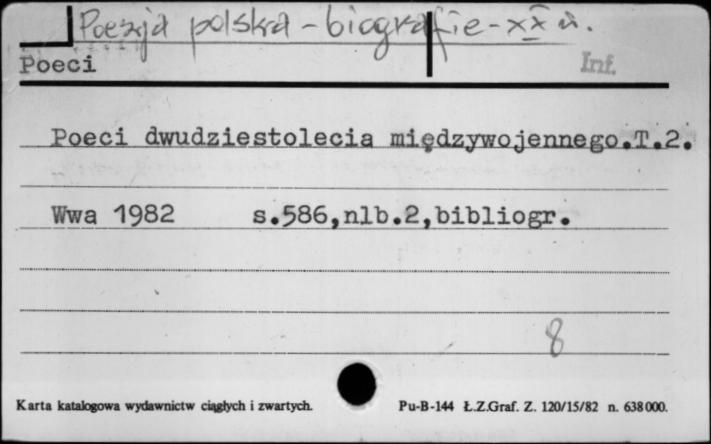 Poezja polska - biografie - XX w.
Poeci Inf.
Poeci dwudziestolecia międzywojennego.T.2.
Wwa 1982 s.586,nlb.2,bibliogr.
8
Karta katalogowa wydawnictw ciągłych i zwartych. Pu-B-144 Ł.Z.Graf. Z. 120/15/82 n. 638000.